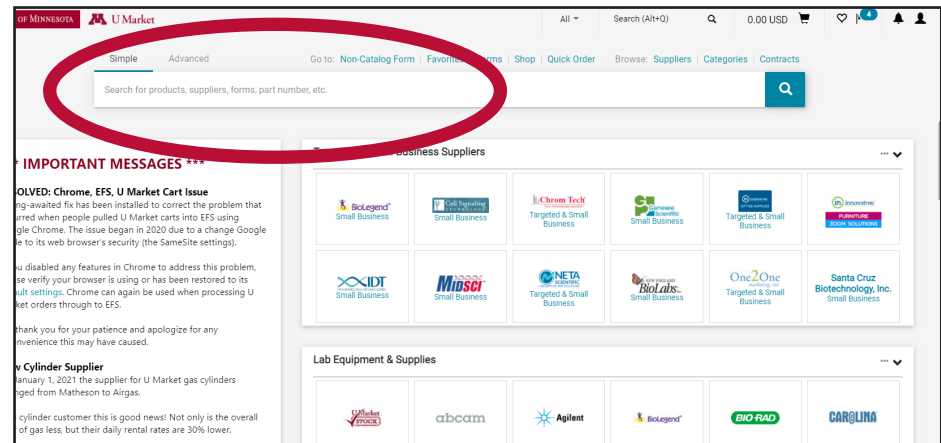 OF MINNESOTA M U Market All Search (Alt+Q) 0.00 USD 4
Simple Advanced Go to: Non-Catalog Form | Favorites | Forms | Shop | Quick Order Browse: Suppliers | Categories | Contracts
Search for products, suppliers, forms, part number, etc.
* IMPORTANT MESSAGES ***
OLVED: Chrome, EFS, U Market Cart Issue
ng-awaited fix has been installed to correct the problem that
urred when people pulled U Market carts into EFS using
gle Chrome. The issue began in 2020 due to a change Google
de to its web browser's security (the SameSite settings).
ou disabled any features in Chrome to address this problem,
se verify your browser is using or has been restored to its
ault settings. Chrome can again be used when processing U
ket orders through to EFS.
thank you for your patience and apologize for any
onvenience this may have caused.
w Cylinder Supplier
anuary 1, 2021 the supplier for U Market gas cylinders
nged from Matheson to Airgas.
cylinder customer this is good news! Not only is the overall
of gas less, but their daily rental rates are 30% lower.
Business Suppliers
BioLegend Cell Signaling TECHNOLOGY Chrom Tech Genesee Scientific innovative OFFICE SUPPLIES innovative
FURNITURE
ZOOM SOLUTIONS
Small Business Small Business Targeted & Small Business Small Business Targeted & Small Business
IDT MIDSCI NETA SCIENTIFIC NEW ENGLAND BioLabs One2One Santa Cruz Biotechnology, Inc.
Small Business Small Business Targeted & Small Business Small Business Targeted & Small Business Small Business
Lab Equipment & Supplies
UMarket STOCK abcam Agilent BioLegend BIO-RAD CAROLINA